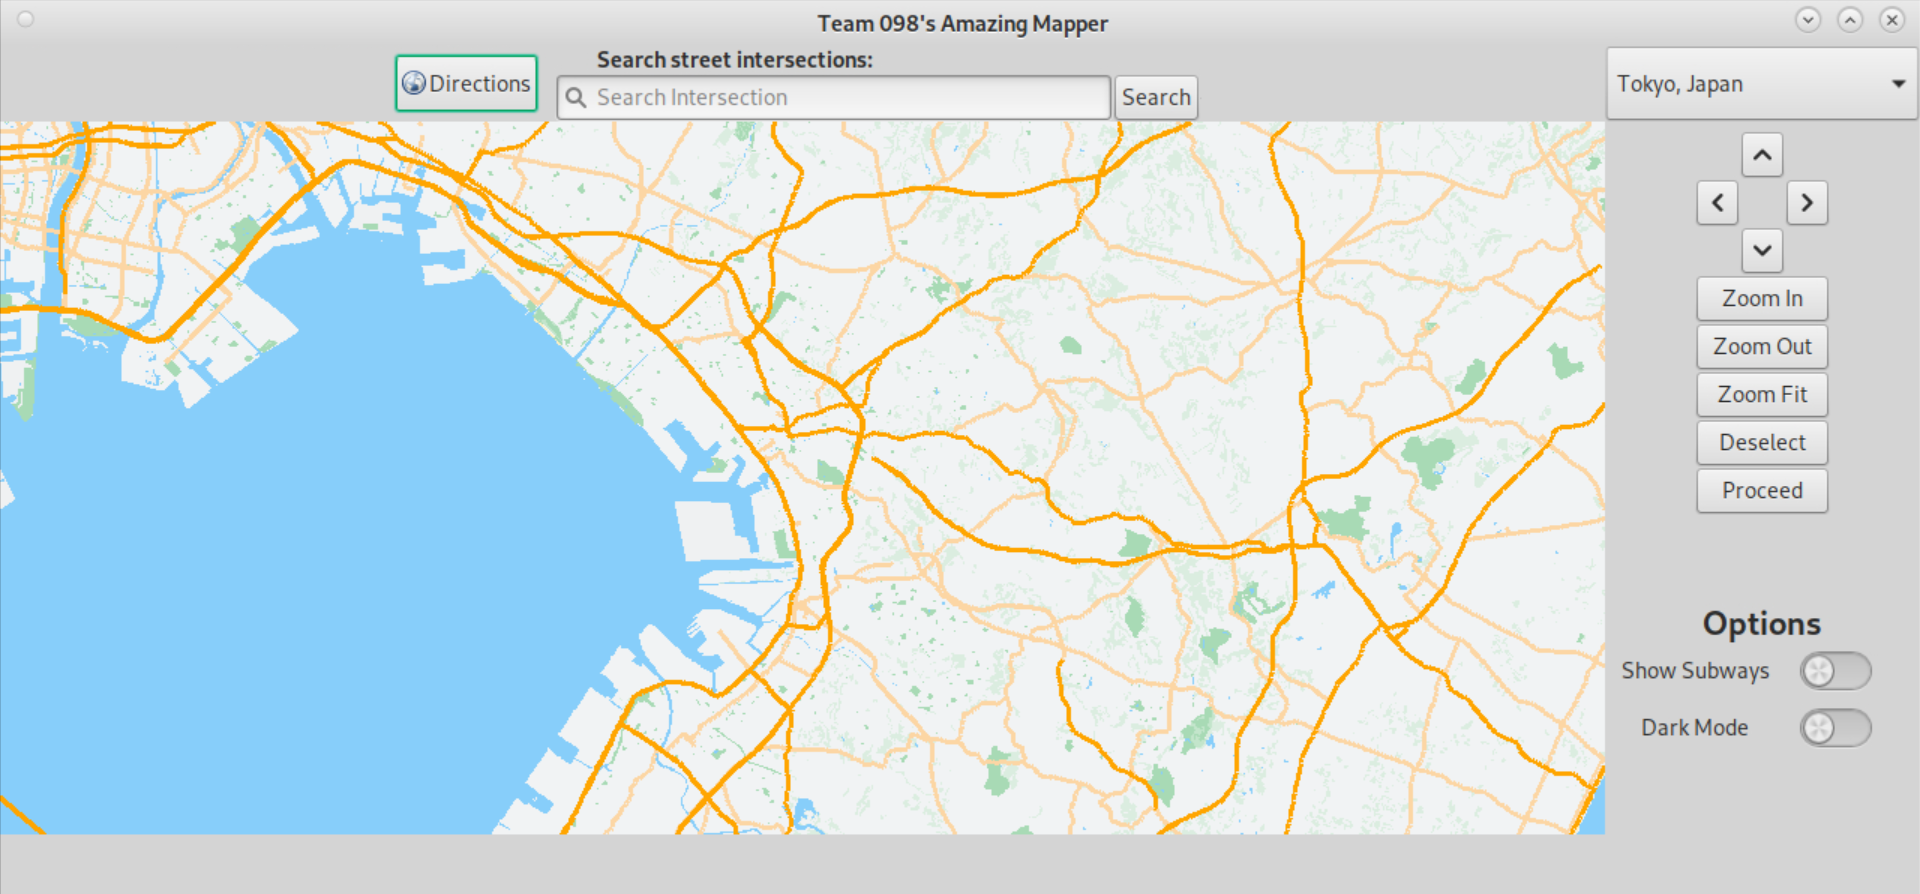 Team 098's Amazing Mapper
Directions
Search street intersections:
Search Intersection
Search
Tokyo, Japan
Zoom In
Zoom Out
Zoom Fit
Deselect
Proceed
Options
Show Subways
Dark Mode